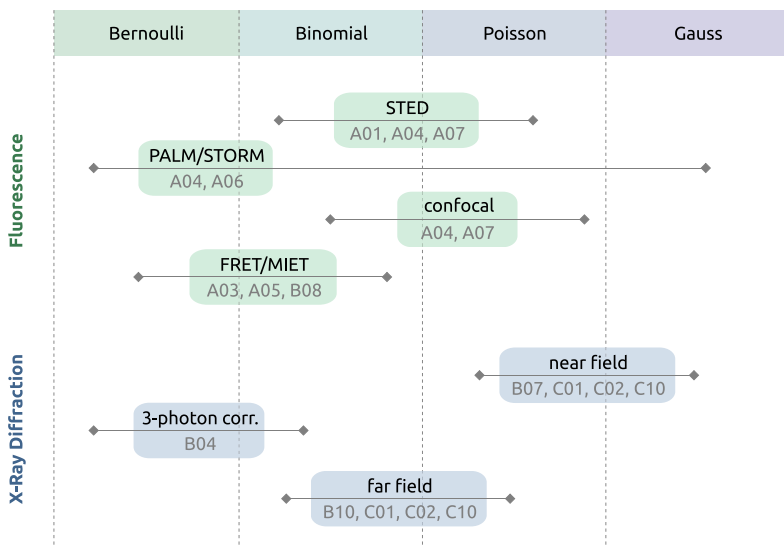 Bernoulli Binomial Poisson Gauss
Fluorescence
STED
A01, A04, A07
PALM/STORM
A04, A06
confocal
A04, A07
FRET/MIET
A03, A05, B08
X-Ray Diffraction
near field
B07, C01, C02, C10
3-photon corr.
B04
far field
B10, C01, C02, C10